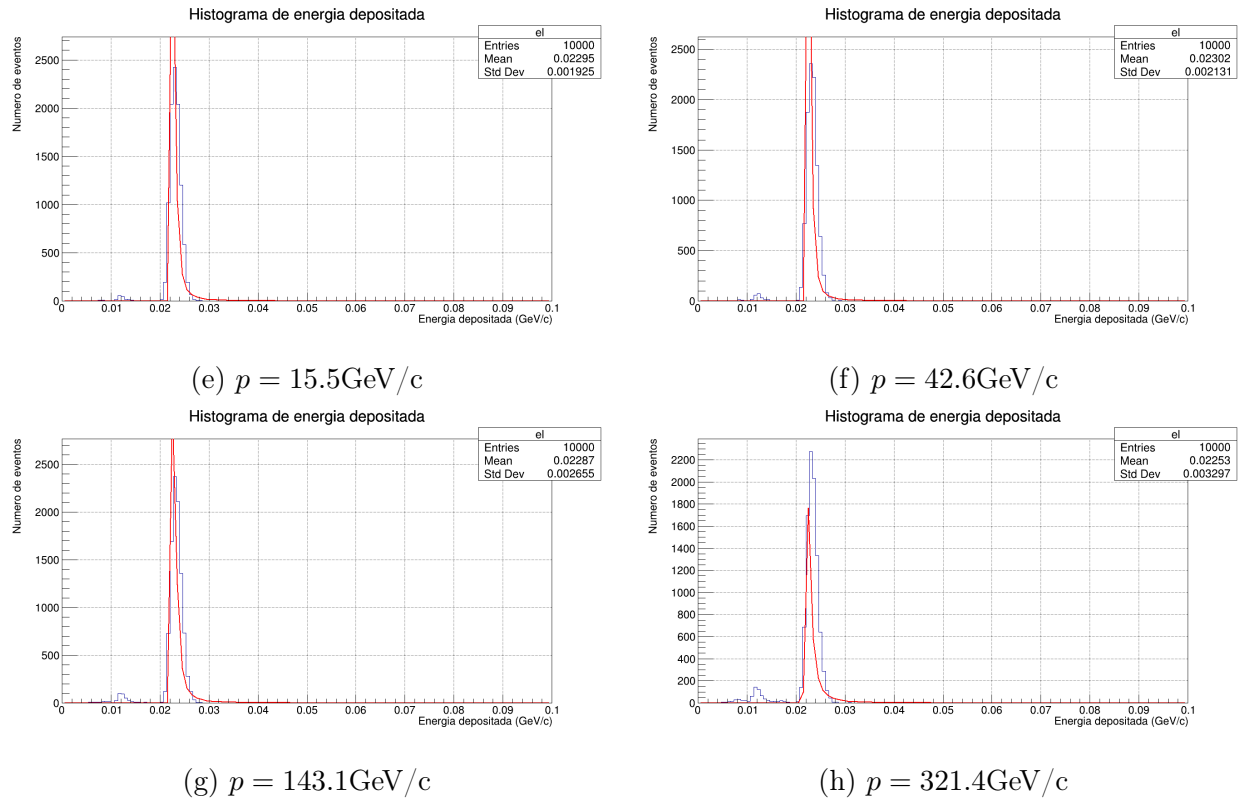 Histograma de energia depositada
el
Entries 10000
Mean 0.02295
Std Dev 0.001925
Numero de eventos
2500
2000
1500
1000
500
0
0 0.01 0.02 0.03 0.04 0.05 0.06 0.07 0.08 0.09 0.1
Energia depositada (GeV/c)
(e) p = 15.5GeV/c
Histograma de energia depositada
el
Entries 10000
Mean 0.02302
Std Dev 0.002131
Numero de eventos
2500
2000
1500
1000
500
0
0 0.01 0.02 0.03 0.04 0.05 0.06 0.07 0.08 0.09 0.1
Energia depositada (GeV/c)
(f) p = 42.6GeV/c
Histograma de energia depositada
el
Entries 10000
Mean 0.02287
Std Dev 0.002655
Numero de eventos
2500
2000
1500
1000
500
0
0 0.01 0.02 0.03 0.04 0.05 0.06 0.07 0.08 0.09 0.1
Energia depositada (GeV/c)
(g) p = 143.1GeV/c
Histograma de energia depositada
el
Entries 10000
Mean 0.02253
Std Dev 0.003297
Numero de eventos
2200
2000
1800
1600
1400
1200
1000
800
600
400
200
0
0 0.01 0.02 0.03 0.04 0.05 0.06 0.07 0.08 0.09 0.1
Energia depositada (GeV/c)
(h) p = 321.4GeV/c